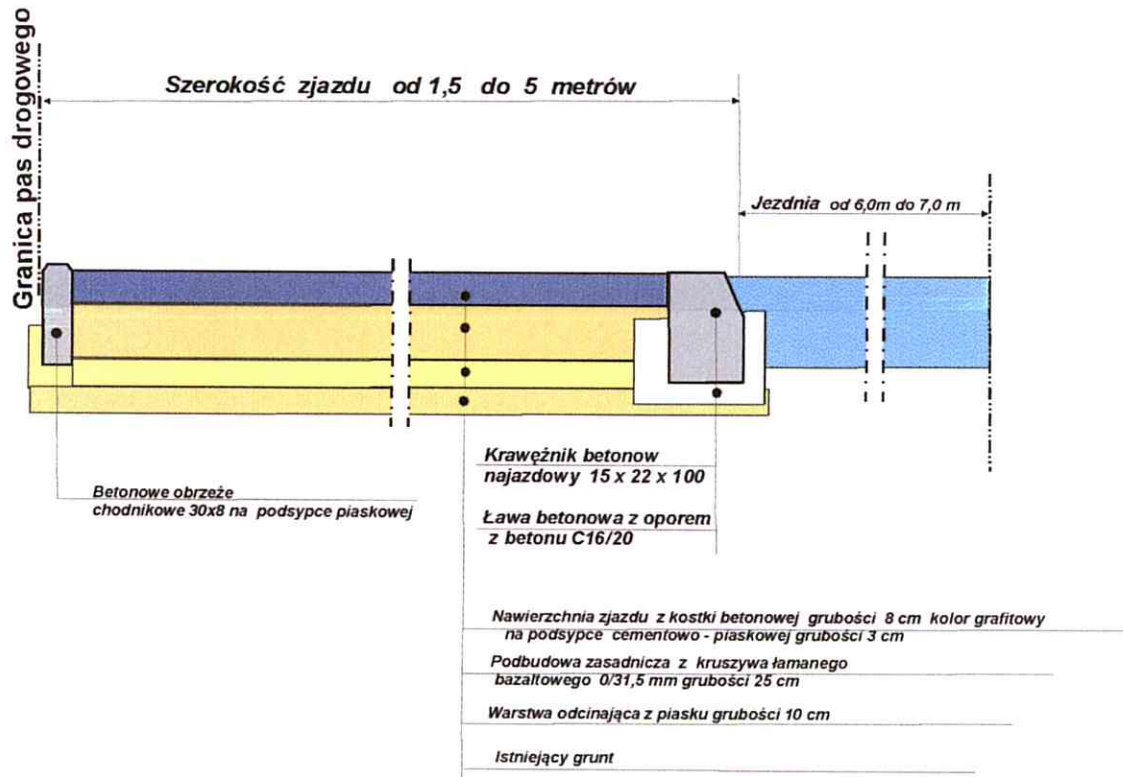 Granica pas drogowego
Szerokość zjazdu od 1,5 do 5 metrów
Jezdnia od 6,0m do 7,0 m
Krawężnik betonow
najazdowy 15 x 22 x 100
Betonowe obrzeże
chodnikowe 30x8 na podsypce piaskowej
Ława betonowa z oporem
z betonu C16/20
Nawierzchnia zjazdu z kostki betonowej grubości 8 cm kolor grafitowy
na podsypce cementowo - piaskowej grubości 3 cm
Podbudowa zasadnicza z kruszywa łamanego
bazaltowego 0/31,5 mm grubości 25 cm
Warstwa odcinająca z piasku grubości 10 cm
Istniejący grunt